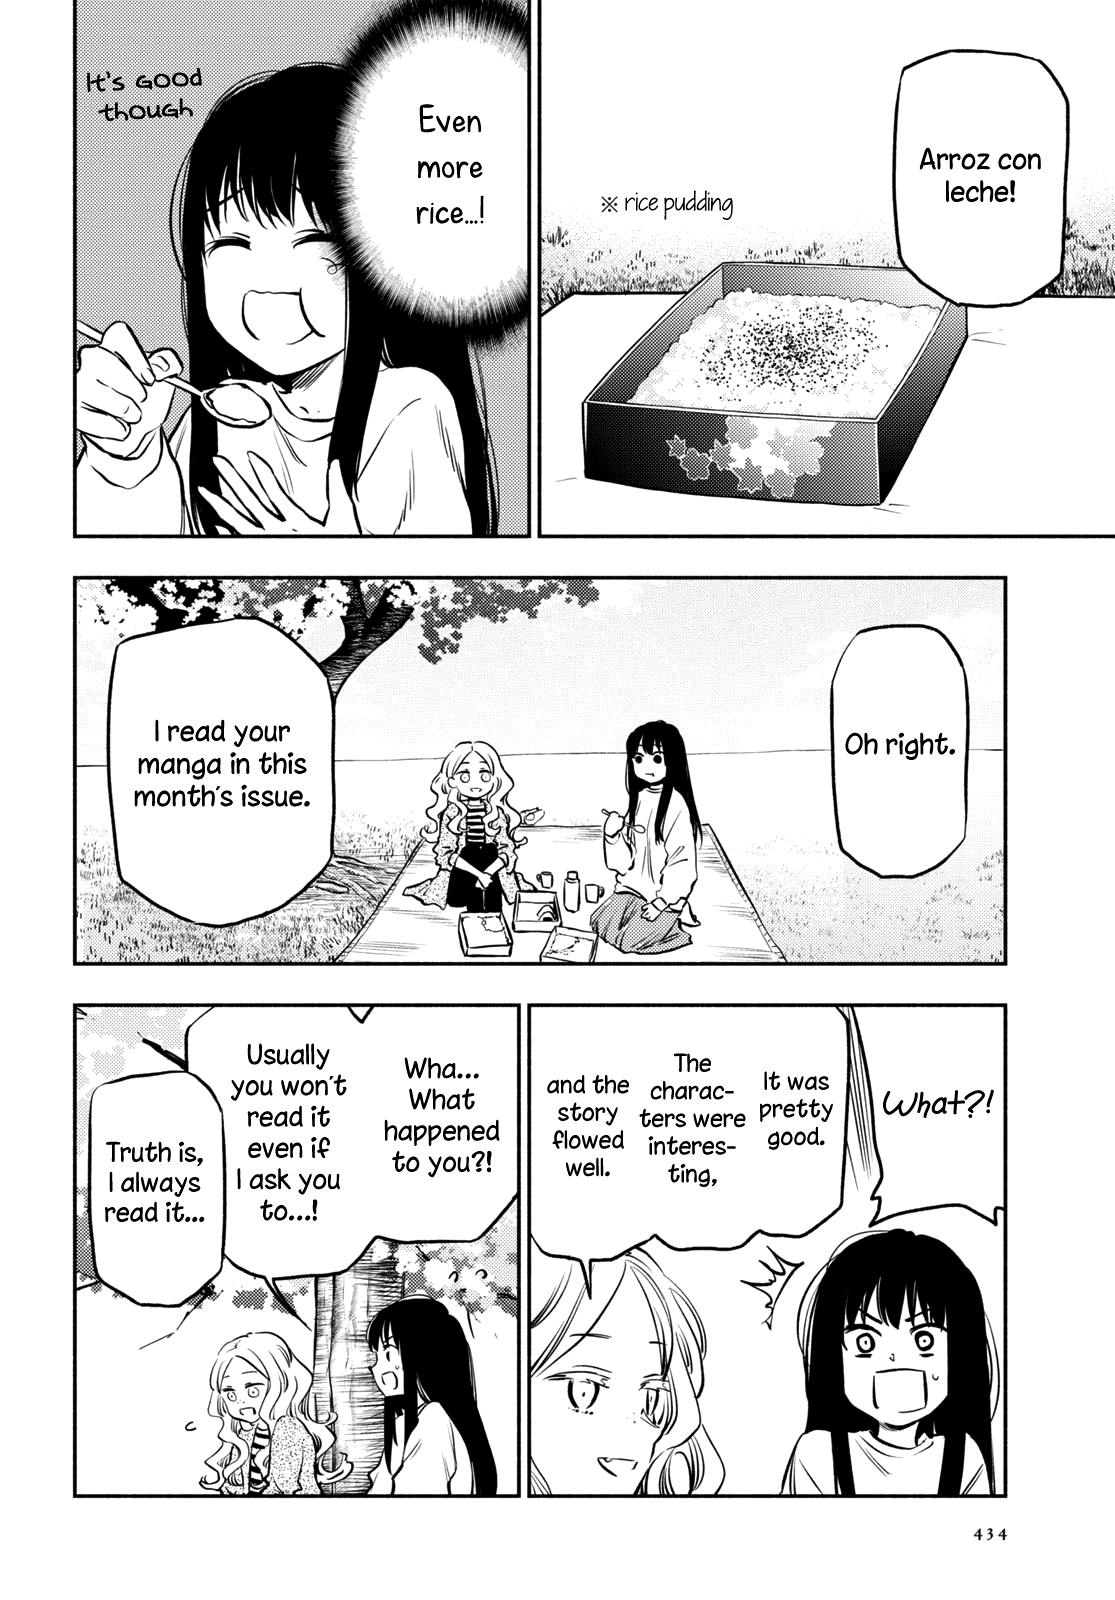 Arroz con
leche!
※ rice pudding
Even
more
rice...!
It's good
though
Oh right.
I read your
manga in this
month's issue.
What?!
It was
pretty
good.
The
charac-
ters were
interes-
ting,
and the
story
flowed
well.
Wha...
What
happened
to you?!
Usually
you won't
read it
even if
I ask you
to...!
Truth is,
I always
read it...
434